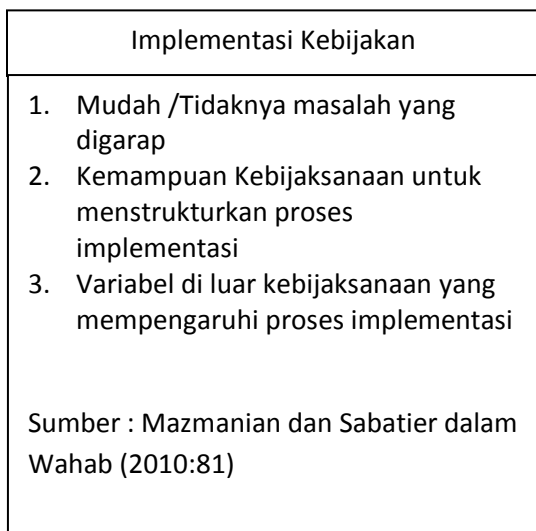 Implementasi Kebijakan
1. Mudah /Tidaknya masalah yang
digarap
2. Kemampuan Kebijaksanaan untuk
menstrukturkan proses
implementasi
3. Variabel di luar kebijaksanaan yang
mempengaruhi proses implementasi
Sumber : Mazmanian dan Sabatier dalam
Wahab (2010:81)